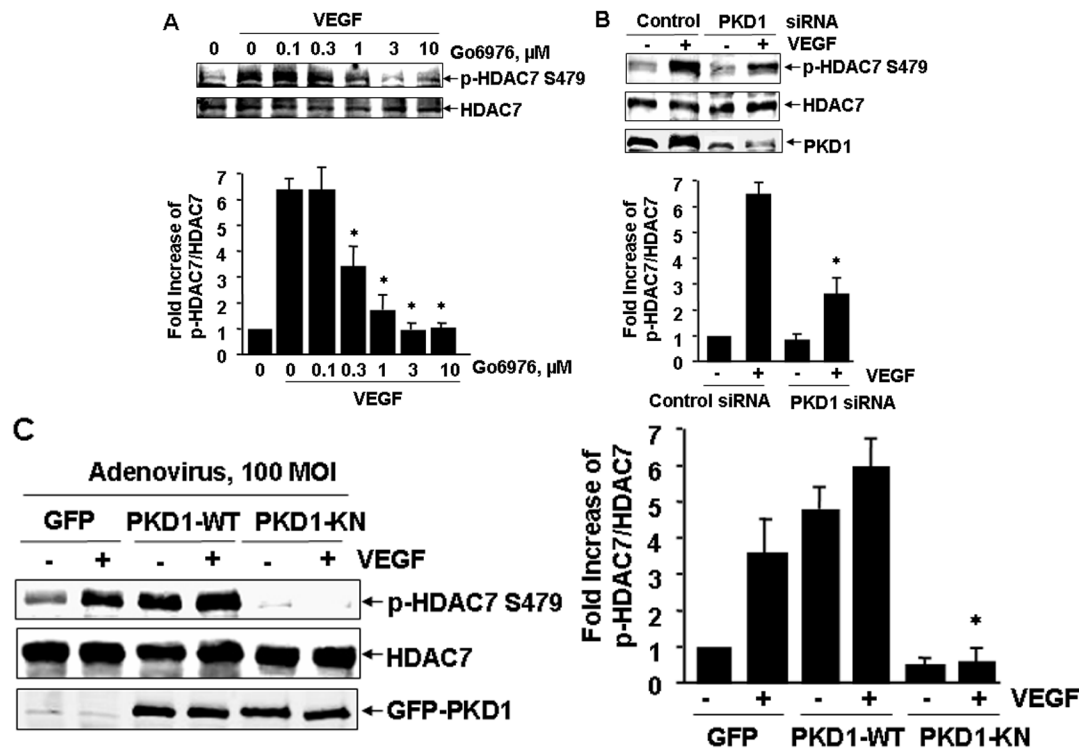 A
VEGF
0 0 0.1 0.3 1 3 10 Go6976, µM
p-HDAC7 S479
HDAC7
Fold Increase of
p-HDAC7/HDAC7
7
6
5
4
3
2
1
0
*
*
* *
0 0 0.1 0.3 1 3 10 Go6976, µM
VEGF
B
Control PKD1 siRNA
- + - + VEGF
p-HDAC7 S479
HDAC7
PKD1
Fold Increase of
p-HDAC7/HDAC7
7
6
5
4
3
2
1
0
*
- + - + VEGF
Control siRNA PKD1 siRNA
C
Adenovirus, 100 MOI
GFP PKD1-WT PKD1-KN
- + - + - + VEGF
p-HDAC7 S479
HDAC7
GFP-PKD1
Fold Increase of
p-HDAC7/HDAC7
7
6
5
4
3
2
1
0
*
- + - + - + VEGF
GFP PKD1-WT PKD1-KN